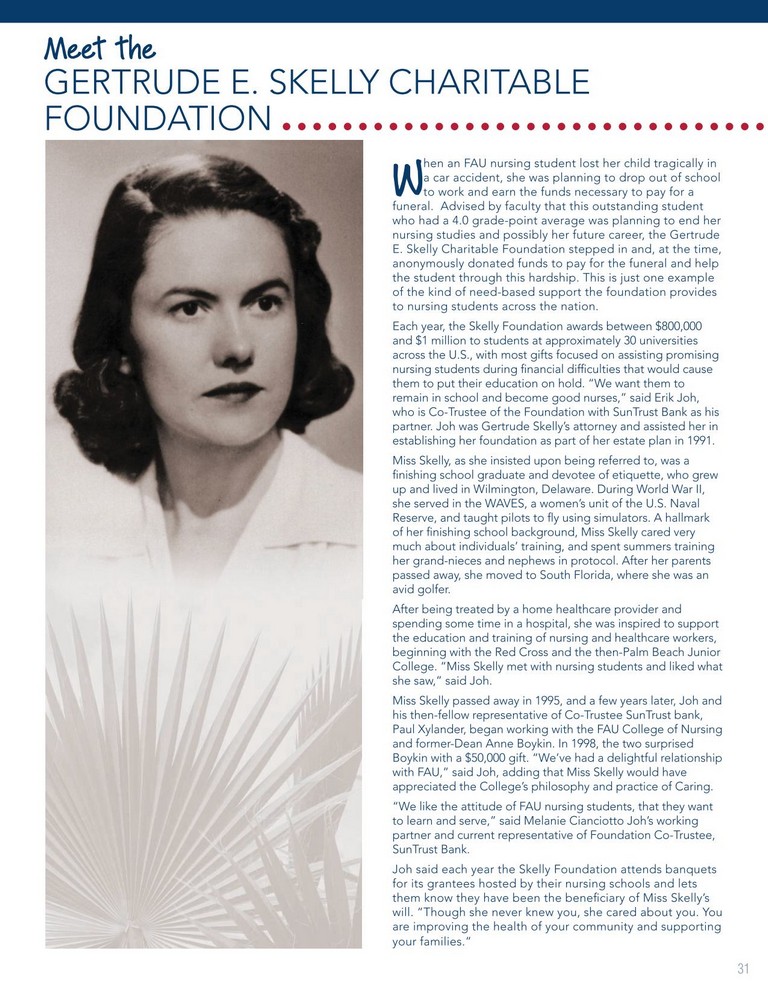 Meet the
GERTRUDE E. SKELLY CHARITABLE
FOUNDATION
When an FAU nursing student lost her child tragically in
a car accident, she was planning to drop out of school
to work and earn the funds necessary to pay for a
funeral. Advised by faculty that this outstanding student
who had a 4.0 grade-point average was planning to end her
nursing studies and possibly her future career, the Gertrude
E. Skelly Charitable Foundation stepped in and, at the time,
anonymously donated funds to pay for the funeral and help
the student through this hardship. This is just one example
of the kind of need-based support the foundation provides
to nursing students across the nation.
Each year, the Skelly Foundation awards between $800,000
and $1 million to students at approximately 30 universities
across the U.S., with most gifts focused on assisting promising
nursing students during financial difficulties that would cause
them to put their education on hold. “We want them to
remain in school and become good nurses,” said Erik Joh,
who is Co-Trustee of the Foundation with SunTrust Bank as his
partner. Joh was Gertrude Skelly’s attorney and assisted her in
establishing her foundation as part of her estate plan in 1991.
Miss Skelly, as she insisted upon being referred to, was a
finishing school graduate and devotee of etiquette, who grew
up and lived in Wilmington, Delaware. During World War II,
she served in the WAVES, a women’s unit of the U.S. Naval
Reserve, and taught pilots to fly using simulators. A hallmark
of her finishing school background, Miss Skelly cared very
much about individuals’ training, and spent summers training
her grand-nieces and nephews in protocol. After her parents
passed away, she moved to South Florida, where she was an
avid golfer.
After being treated by a home healthcare provider and
spending some time in a hospital, she was inspired to support
the education and training of nursing and healthcare workers,
beginning with the Red Cross and the then-Palm Beach Junior
College. “Miss Skelly met with nursing students and liked what
she saw,” said Joh.
Miss Skelly passed away in 1995, and a few years later, Joh and
his then-fellow representative of Co-Trustee SunTrust bank,
Paul Xylander, began working with the FAU College of Nursing
and former-Dean Anne Boykin. In 1998, the two surprised
Boykin with a $50,000 gift. “We’ve had a delightful relationship
with FAU,” said Joh, adding that Miss Skelly would have
appreciated the College’s philosophy and practice of Caring.
“We like the attitude of FAU nursing students, that they want
to learn and serve,” said Melanie Cianciotto Joh’s working
partner and current representative of Foundation Co-Trustee,
SunTrust Bank.
Joh said each year the Skelly Foundation attends banquets
for its grantees hosted by their nursing schools and lets
them know they have been the beneficiary of Miss Skelly’s
will. “Though she never knew you, she cared about you. You
are improving the health of your community and supporting
your families.”
31